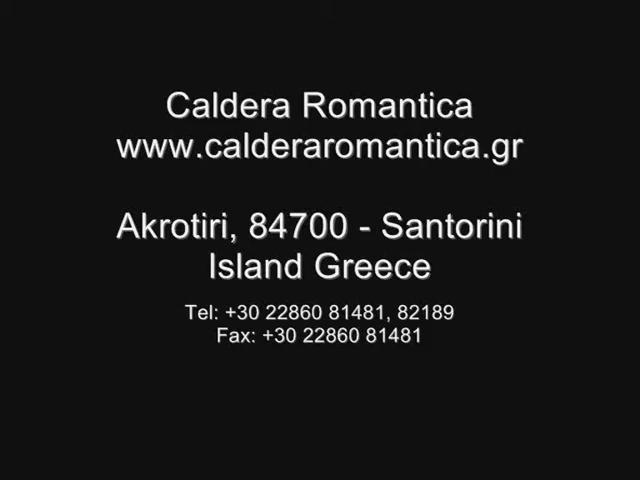 Caldera Romantica
www.calderaromantica.gr
Akrotiri, 84700 - Santorini
Island Greece
Tel: +30 22860 81481, 82189
Fax: +30 22860 81481